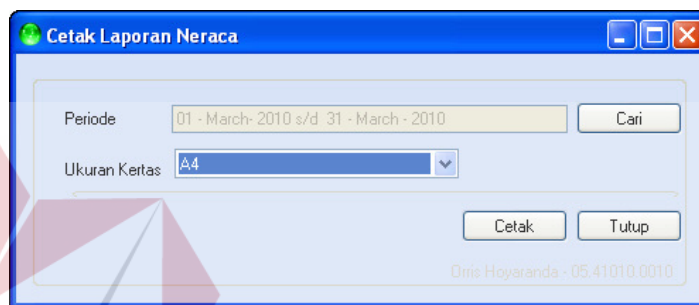 Cetak Laporan Neraca
Periode 01 - March- 2010 s/d 31 - March - 2010 Cari
Ukuran Kertas A4
Cetak Tutup
Orris Hoyaranda - 05.41010.0010